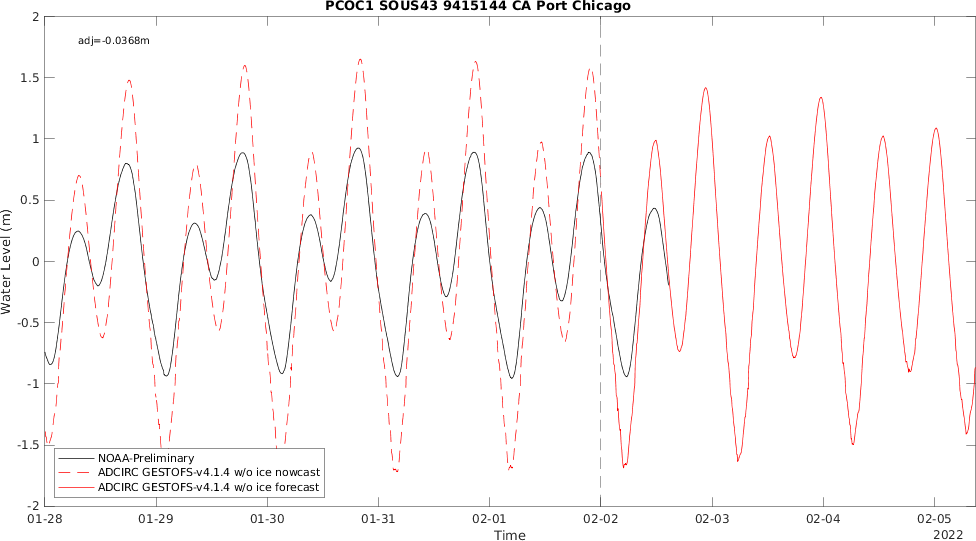 PCOC1 SOUS43 9415144 CA Port Chicago
adj=-0.0368m
2
1.5
1
0.5
0
-0.5
-1
-1.5
-2
Water Level (m)
NOAA-Preliminary
ADCIRC GESTOFS-v4.1.4 w/o ice nowcast
ADCIRC GESTOFS-v4.1.4 w/o ice forecast
01-28 01-29 01-30 01-31 02-01 02-02 02-03 02-04 02-05
Time
2022